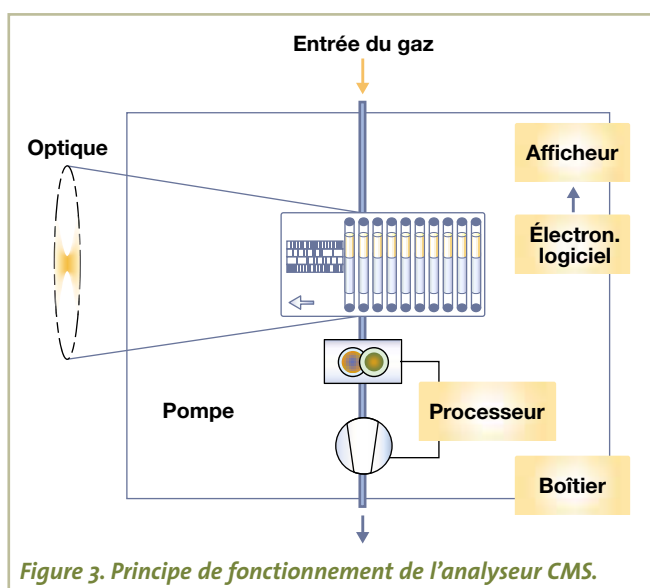 Entrée du gaz
Optique
Afficheur
Électron.
logiciel
Pompe
Processeur
Boîtier
Figure 3. Principe de fonctionnement de l'analyseur CMS.